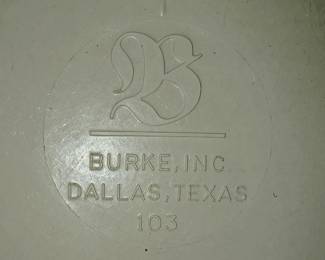 B
BURKE, INC.
DALLAS, TEXAS
103